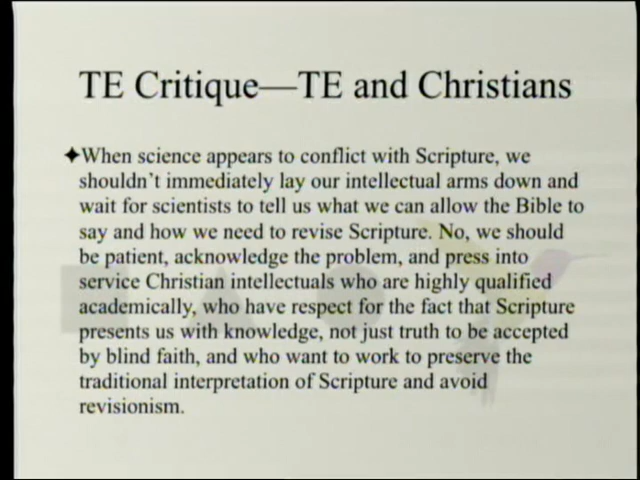 TE Critique—TE and Christians
✦When science appears to conflict with Scripture, we
shouldn't immediately lay our intellectual arms down and
wait for scientists to tell us what we can allow the Bible to
say and how we need to revise Scripture. No, we should
be patient, acknowledge the problem, and press into
service Christian intellectuals who are highly qualified
academically, who have respect for the fact that Scripture
presents us with knowledge, not just truth to be accepted
by blind faith, and who want to work to preserve the
traditional interpretation of Scripture and avoid
revisionism.